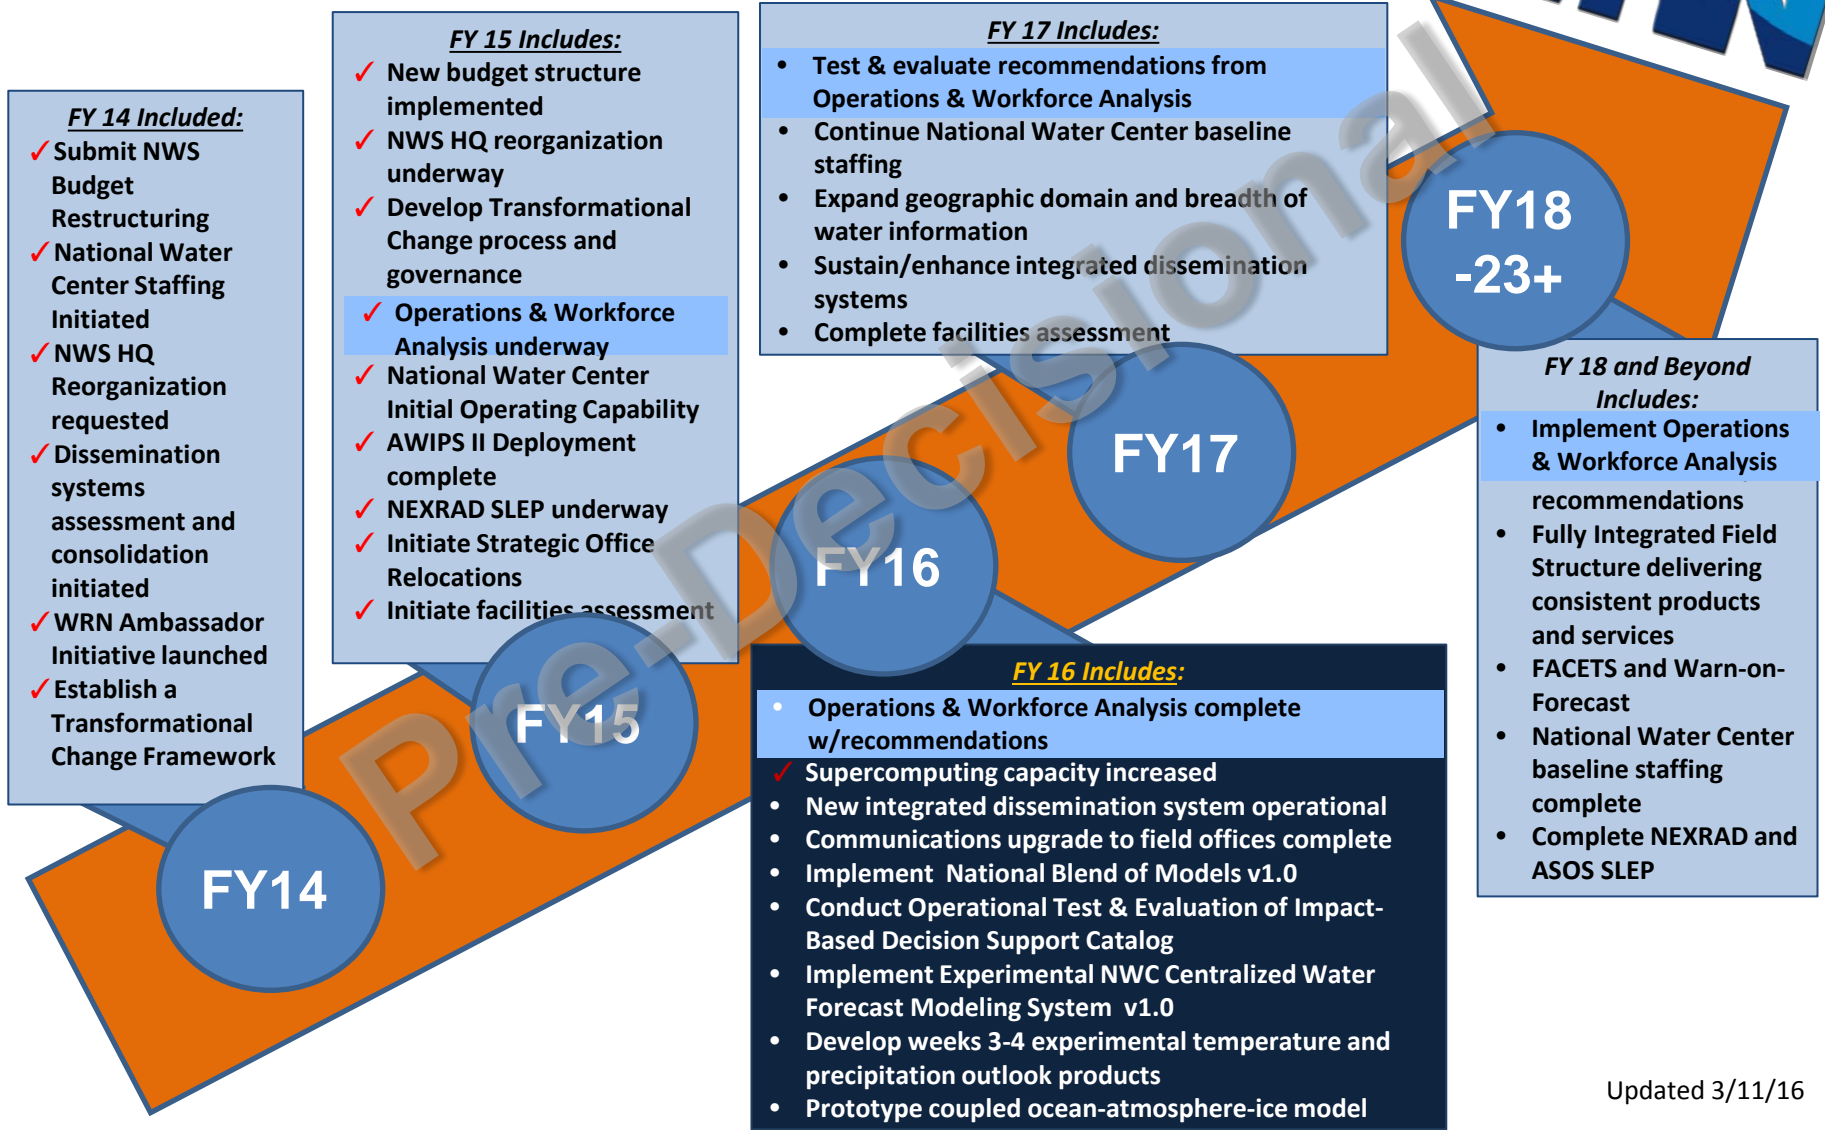 FY 14 Included:
✓ Submit NWS
Budget
Restructuring
✓ National Water
Center Staffing
Initiated
✓ NWS HQ
Reorganization
requested
✓ Dissemination
systems
assessment and
consolidation
initiated
✓ WRN Ambassador
Initiative launched
✓ Establish a
Transformational
Change Framework
FY 15 Includes:
✓ New budget structure
implemented
✓ NWS HQ reorganization
underway
✓ Develop Transformational
Change process and
governance
✓ Operations & Workforce
Analysis underway
✓ National Water Center
Initial Operating Capability
✓ AWIPS II Deployment
complete
✓ NEXRAD SLEP underway
✓ Initiate Strategic Office
Relocations
✓ Initiate facilities assessment
FY 17 Includes:
• Test & evaluate recommendations from
Operations & Workforce Analysis
• Continue National Water Center baseline
staffing
• Expand geographic domain and breadth of
water information
• Sustain/enhance integrated dissemination
systems
• Complete facilities assessment
FY18
-23+
FY17
FY16
FY15
FY14
Pre-Decisional
FY 16 Includes:
• Operations & Workforce Analysis complete
w/recommendations
✓ Supercomputing capacity increased
• New integrated dissemination system operational
• Communications upgrade to field offices complete
• Implement National Blend of Models v1.0
• Conduct Operational Test & Evaluation of Impact-
Based Decision Support Catalog
• Implement Experimental NWC Centralized Water
Forecast Modeling System v1.0
• Develop weeks 3-4 experimental temperature and
precipitation outlook products
• Prototype coupled ocean-atmosphere-ice model
FY 18 and Beyond
Includes:
• Implement Operations
& Workforce Analysis
recommendations
• Fully Integrated Field
Structure delivering
consistent products
and services
• FACETS and Warn-on-
Forecast
• National Water Center
baseline staffing
complete
• Complete NEXRAD and
ASOS SLEP
Updated 3/11/16